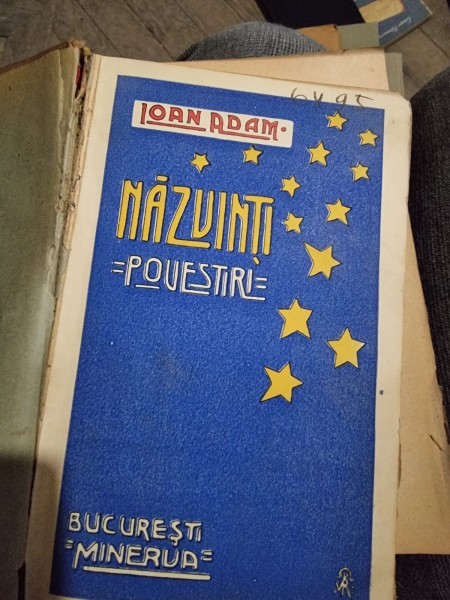 IOAN ADAM.
NĂZUINȚI
=POVESTIRI=
BUCUREȘTI
=MINERVA=